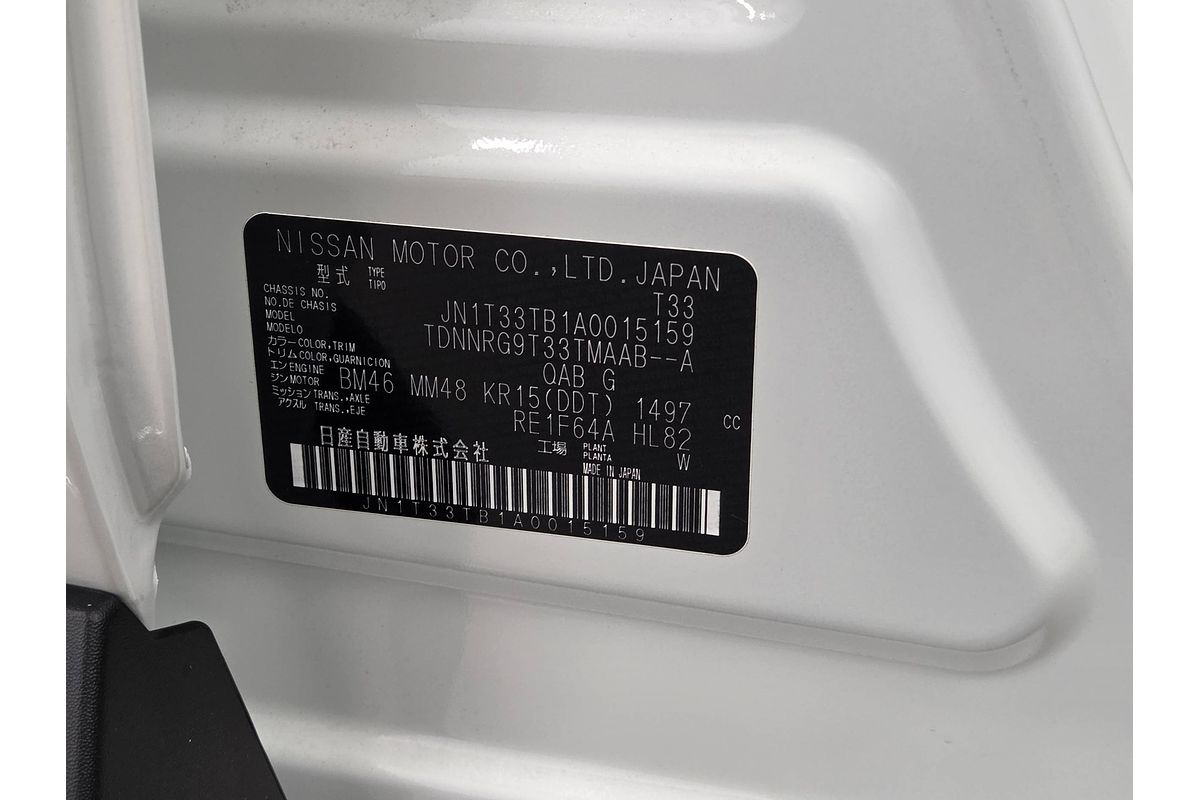 NISSAN MOTOR CO.,LTD.JAPAN
型式 TYPE TIPO T33
CHASSIS NO. NO.DE CHASIS JN1T33TB1A0015159
MODEL MODELO TDNNRG9T33TMAAB--A
カラー COLOR,TRIM トリム COLOR,GUARNICION QAB G
エンジン ENGINE MOTOR BM46 MM48 KR15(DDT) 1497 CC
ミッション TRANS.,AXLE アクスル TRANS.,EJE RE1F64A HL82
日産自動車株式会社 工場 PLANT PLANTA W
MADE IN JAPAN
JN1T33TB1A0015159